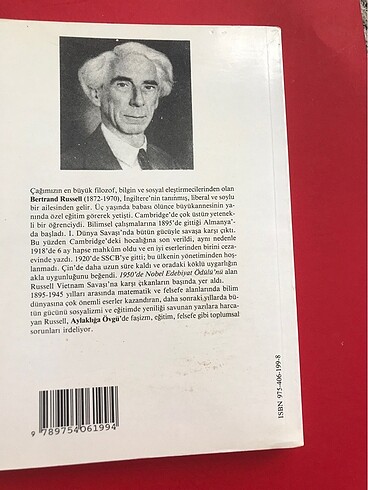 Çağımızın en büyük filozof, bilgin ve sosyal eleştirmecilerinden olan
Bertrand Russell (1872-1970), İngiltere'nin tanınmış, liberal ve soylu
bir ailesinden gelir. Üç yaşında babası ölünce büyükannesinin ya-
nında özel eğitim görerek yetişti. Cambridge'de çok üstün yetenek-
li bir öğrenciydi. Bilimsel çalışmalarına 1895'de gittiği Almanya'-
da başladı. 1. Dünya Savaşı'nda bütün gücüyle savaşa karşı çıktı.
Bu yüzden Cambridge'deki hocalığına son verildi, aynı nedenle
1918'de 6 ay hapse mahkûm oldu ve en iyi eserlerinden birini ceza-
evinde yazdı. 1920'de SSCB'ye gitti; bu ülkenin yönetiminden hoş-
lanmadı. Çin'de daha uzun süre kaldı ve oradaki köklü uygarlığın
akla uygunluğunu beğendi. 1950'de Nobel Edebiyat Ödülü'nü alan
Russell Vietnam Savaşı'na karşı çıkanların başında yer aldı.
1895-1945 yılları arasında matematik ve felsefe alanlarında bilim
dünyasına çok önemli eserler kazandıran, daha sonraki yıllarda bü-
tün gücünü sosyalizmi ve eğitimde yeniliği savunan yazılara harca-
yan Russell, Aylaklığa Övgü'de faşizm, eğitim, felsefe gibi toplumsal
sorunları irdeliyor.
ISBN 975-406-199-8
9 789754 061994